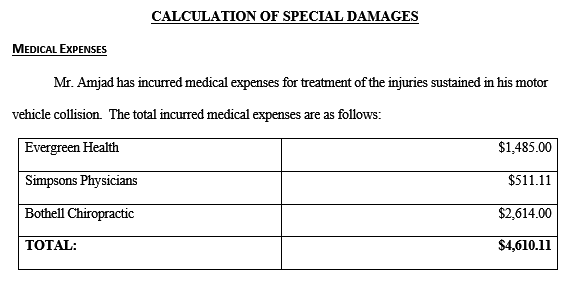 CALCULATION OF SPECIAL DAMAGES
MEDICAL EXPENSES
Mr. Amjad has incurred medical expenses for treatment of the injuries sustained in his motor
vehicle collision. The total incurred medical expenses are as follows:
Evergreen Health $1,485.00
Simpsons Physicians $511.11
Bothell Chiropractic $2,614.00
TOTAL: $4,610.11